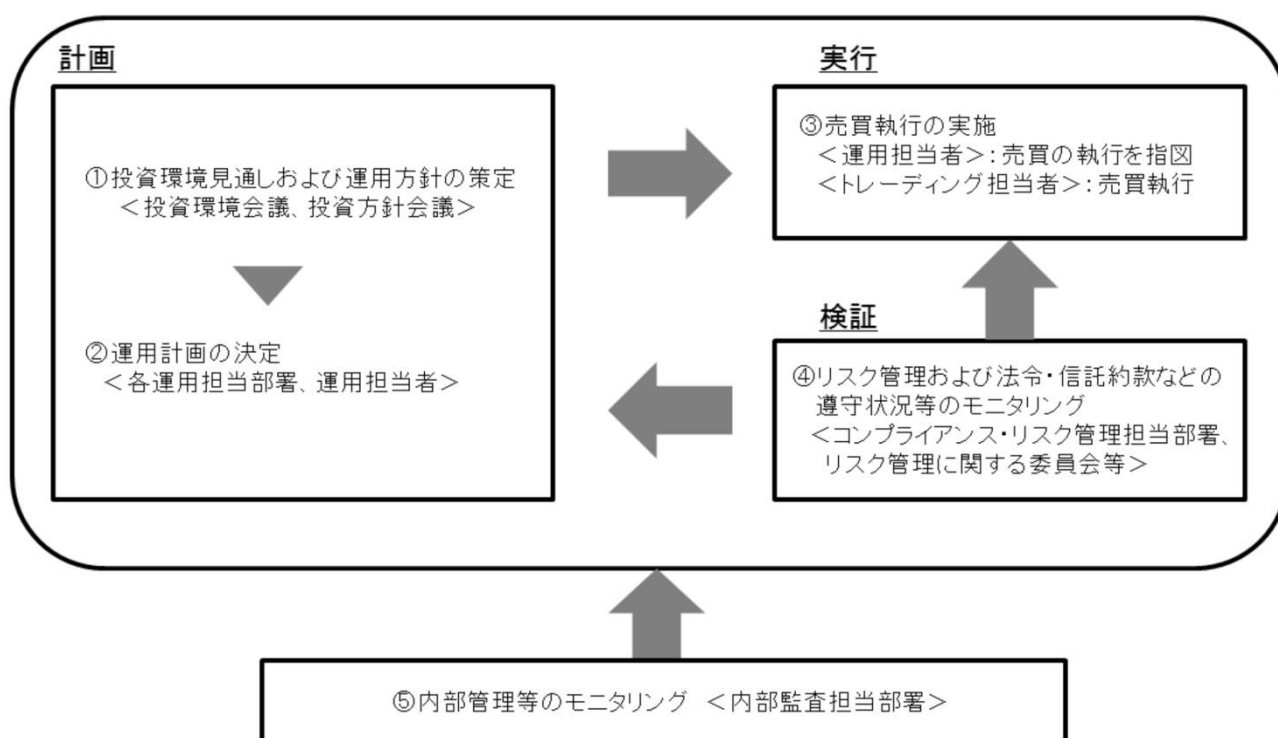 計画
①投資環境見通しおよび運用方針の策定
＜投資環境会議、投資方針会議＞
②運用計画の決定
＜各運用担当部署、運用担当者＞
実行
③売買執行の実施
＜運用担当者＞：売買の執行を指図
＜トレーディング担当者＞：売買執行
検証
④リスク管理および法令・信託約款などの
遵守状況等のモニタリング
＜コンプライアンス・リスク管理担当部署、
リスク管理に関する委員会等＞
⑤内部管理等のモニタリング ＜内部監査担当部署＞